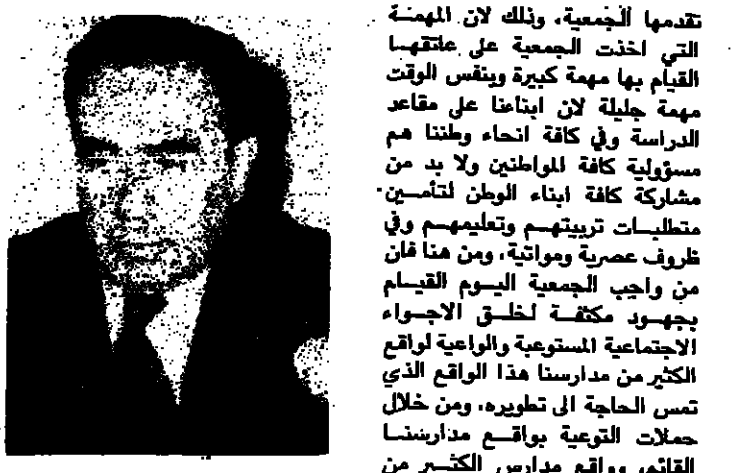 تقدمها الجمعية، وذلك لان المهمة
التي اخذت الجمعية على عاتقها
القيام بها مهمة كبيرة وبنفس الوقت
مهمة جليلة لان ابناءنا على مقاعد
الدراسة وفي كافة انحاء وطننا هم
مسؤولية كافة المواطنين ولا بد من
مشاركة كافة ابناء الوطن لتأمين
متطلبات تربيتهم وتعليمهم وفي
ظروف عصرية ومواتية، ومن هنا فان
من واجب الجمعية اليوم القيام
بجهود مكثفة لخلق الاجواء
الاجتماعية المستوعبة والواعية لواقع
الكثير من مدارسنا هذا الواقع الذي
تمس الحاجة الى تطويره، ومن خلال
حملات التوعية بواقع مدارسنا
القائم، وواقع مدارس الكثير من